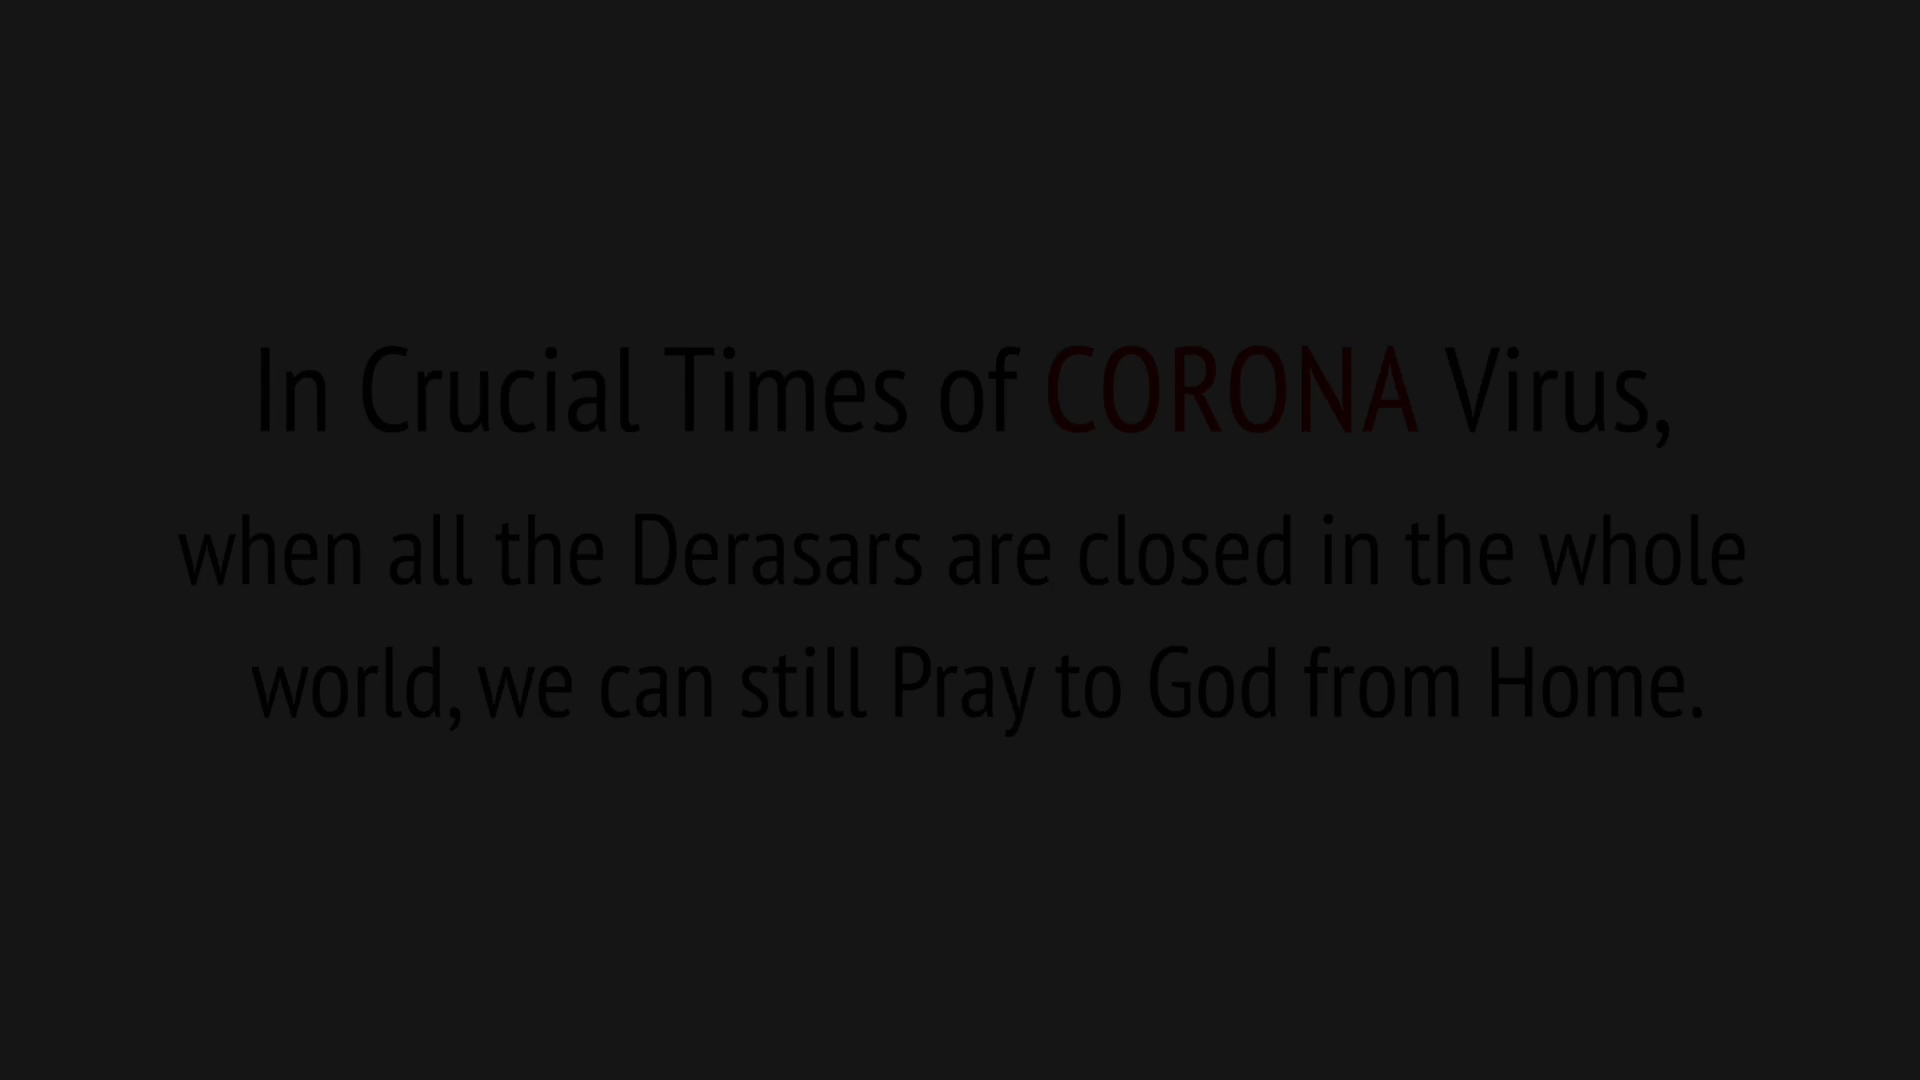 In Crucial Times of CORONA Virus,
when all the Derasars are closed in the whole
world, we can still Pray to God from Home.